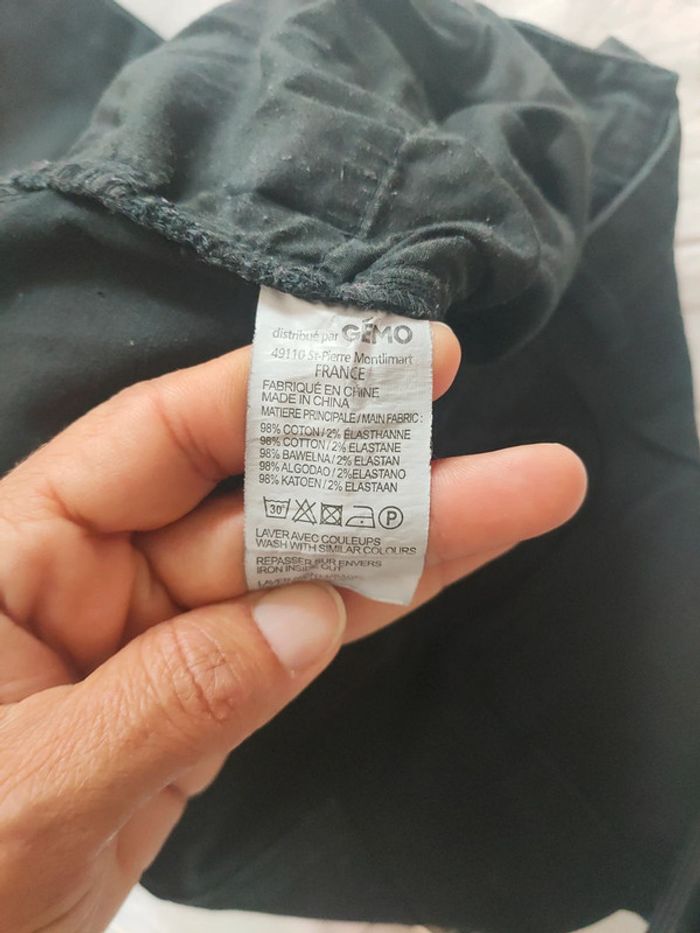 distribué par GÉMO
49110 St-Pierre Montlimart
FRANCE
FABRIQUÉ EN CHINE
MADE IN CHINA
MATIERE PRINCIPALE / MAIN FABRIC :
98% COTON / 2% ÉLASTHANNE
98% COTTON / 2% ELASTANE
98% BAWELNA / 2% ELASTAN
98% ALGODAO / 2%ELASTANO
98% KATOEN / 2% ELASTAAN
30° P
LAVER AVEC COULEURS
WASH WITH SIMILAR COLOURS
REPASSER SUR ENVERS
IRON INSIDE OUT
LAVER